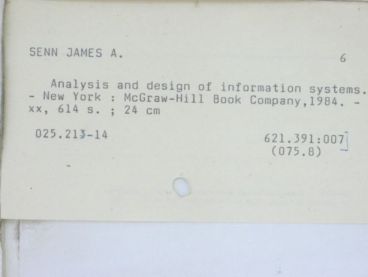 SENN JAMES A.
6
Analysis and design of information systems.
- New York : McGraw-Hill Book Company,1984. -
xx, 614 s. ; 24 cm
025.213-14
621.391:007]
(075.8)